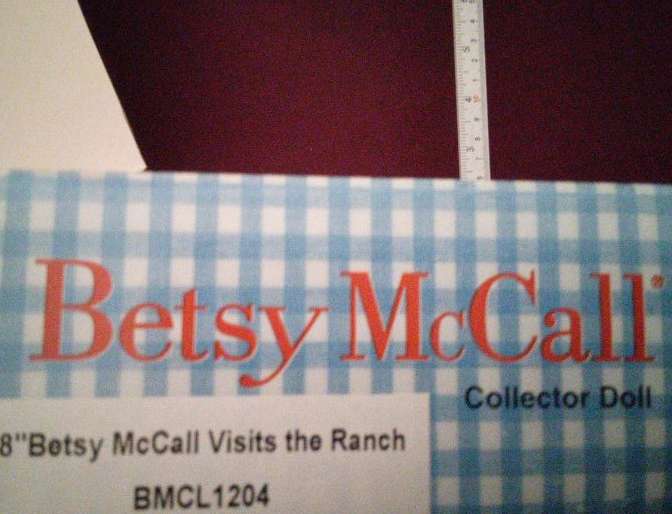 Betsy McCall®
Collector Doll
8"Betsy McCall Visits the Ranch
BMCL1204